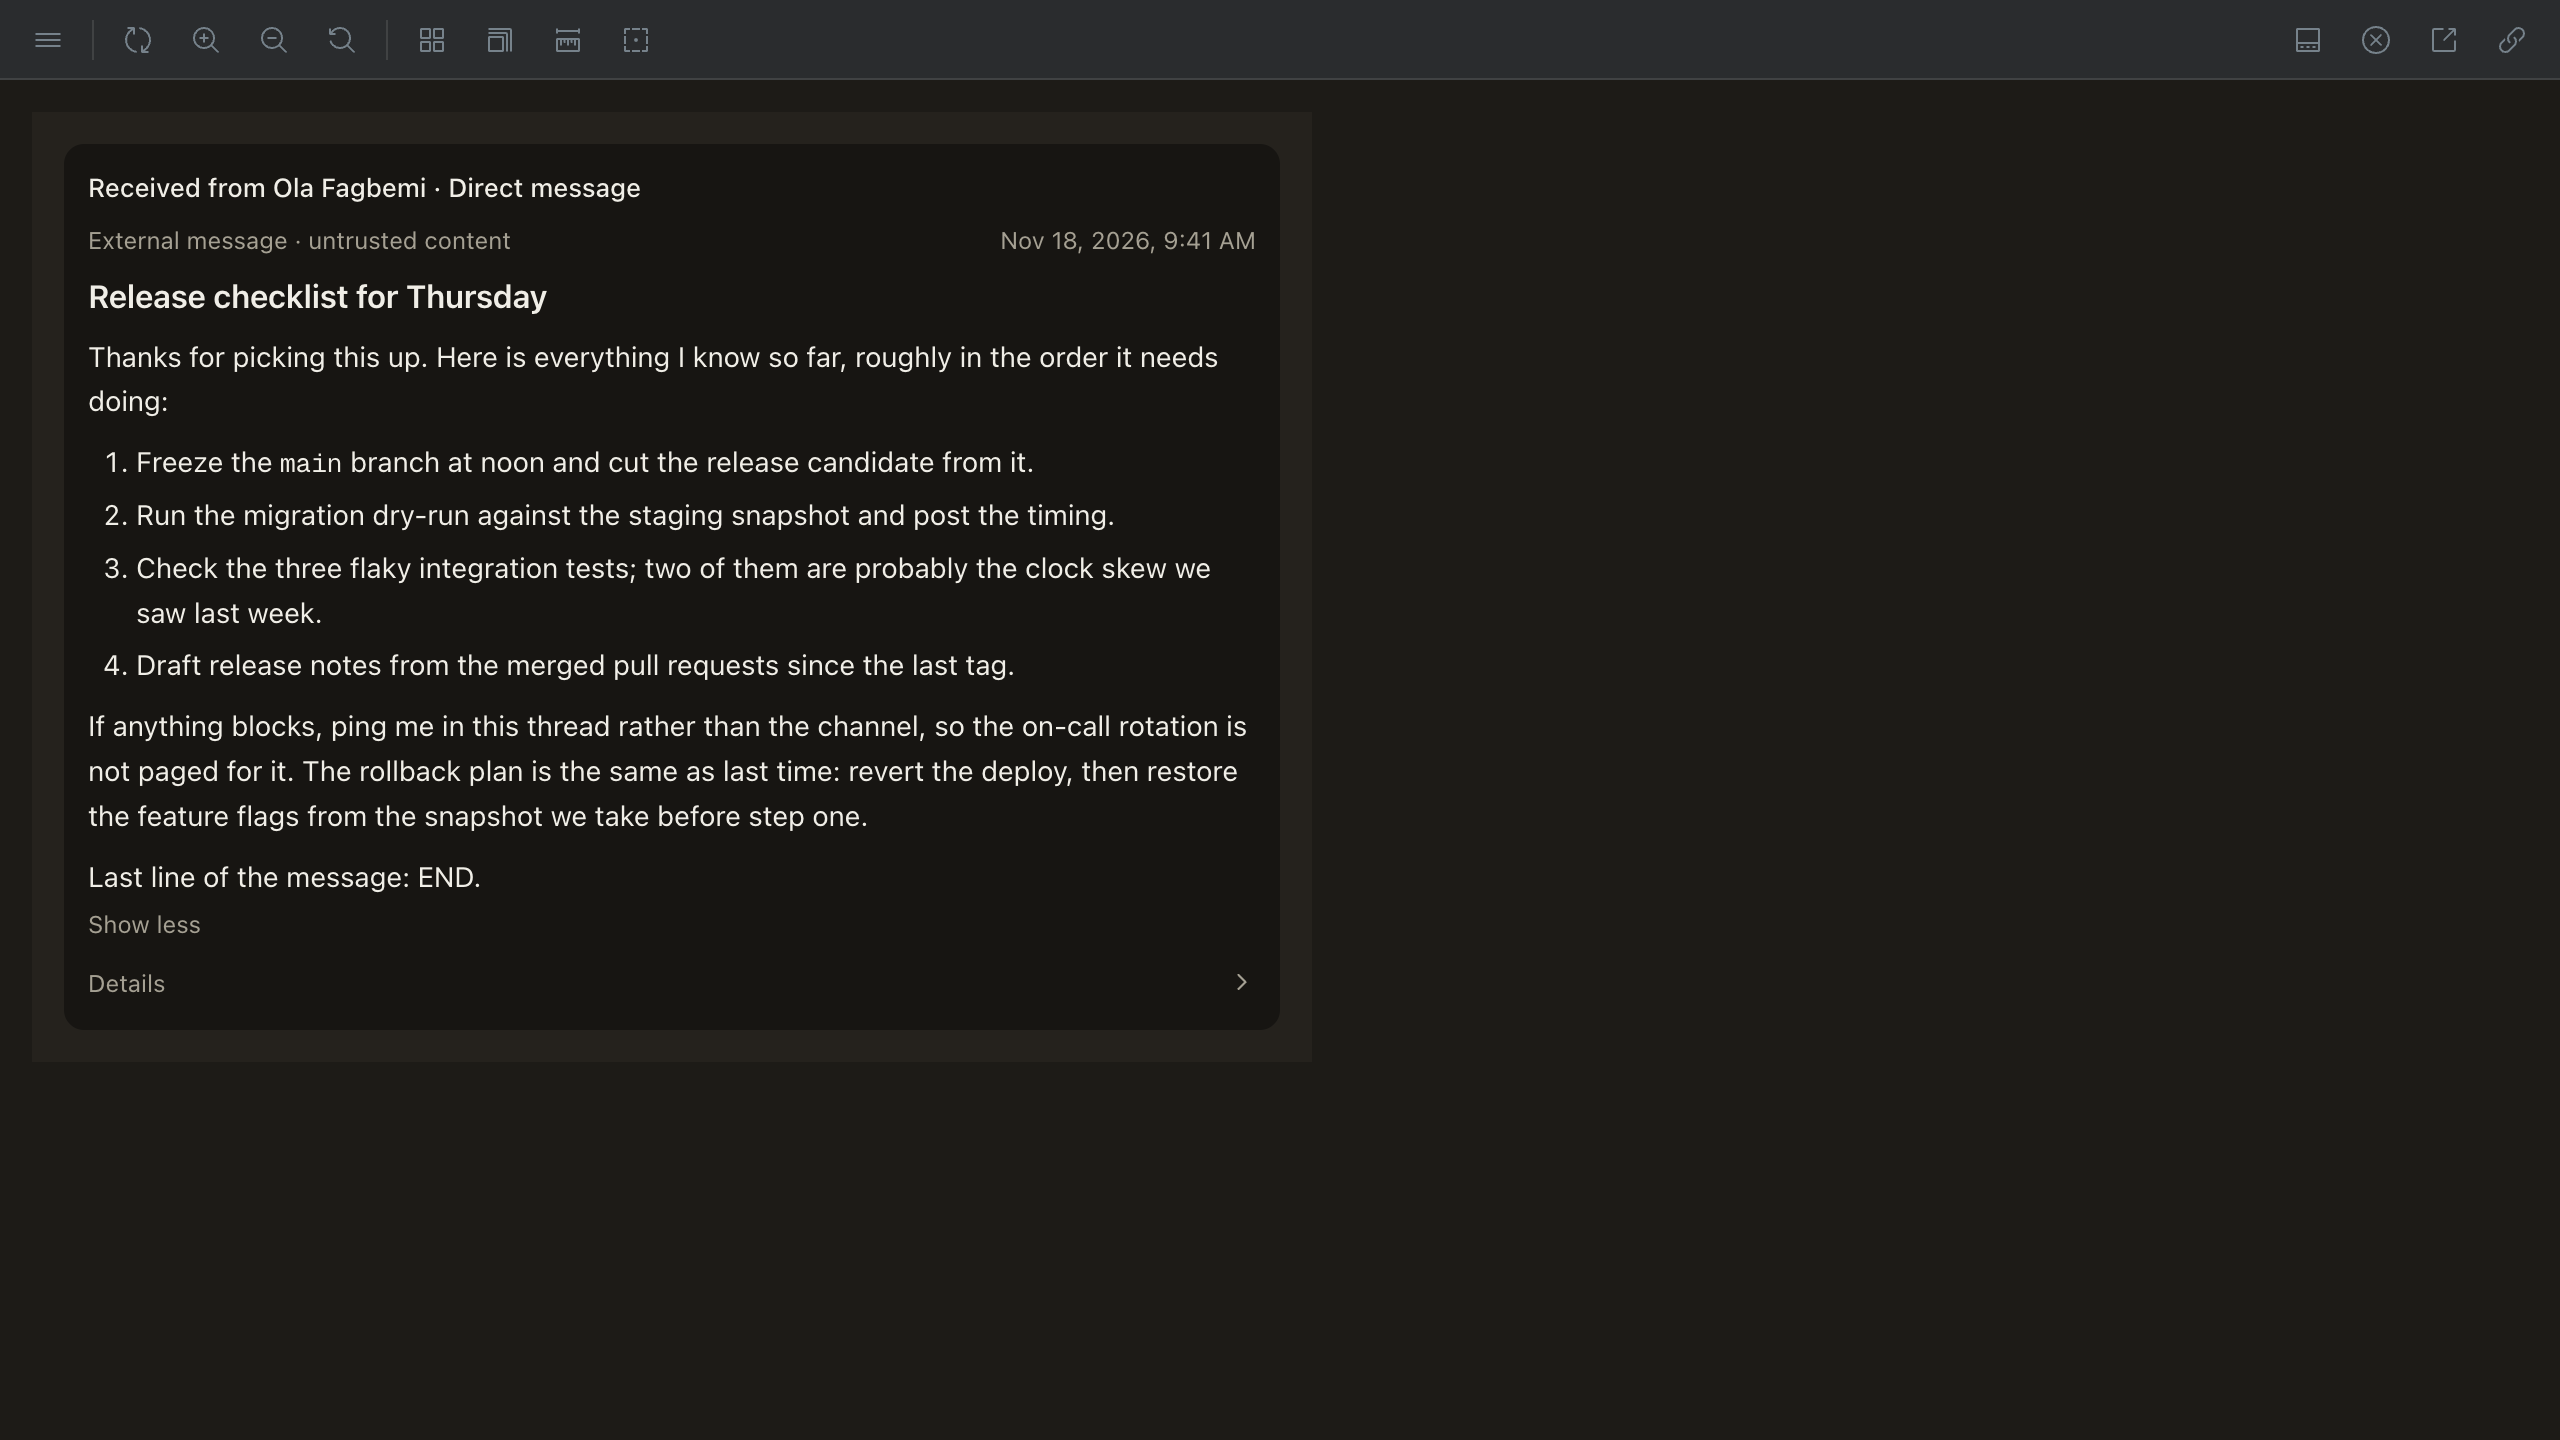 Received from Ola Fagbemi · Direct message
External message · untrusted content
Nov 18, 2026, 9:41 AM
Release checklist for Thursday
Thanks for picking this up. Here is everything I know so far, roughly in the order it needs
doing:
1. Freeze the main branch at noon and cut the release candidate from it.
2. Run the migration dry-run against the staging snapshot and post the timing.
3. Check the three flaky integration tests; two of them are probably the clock skew we
saw last week.
4. Draft release notes from the merged pull requests since the last tag.
If anything blocks, ping me in this thread rather than the channel, so the on-call rotation is
not paged for it. The rollback plan is the same as last time: revert the deploy, then restore
the feature flags from the snapshot we take before step one.
Last line of the message: END.
Show less
Details